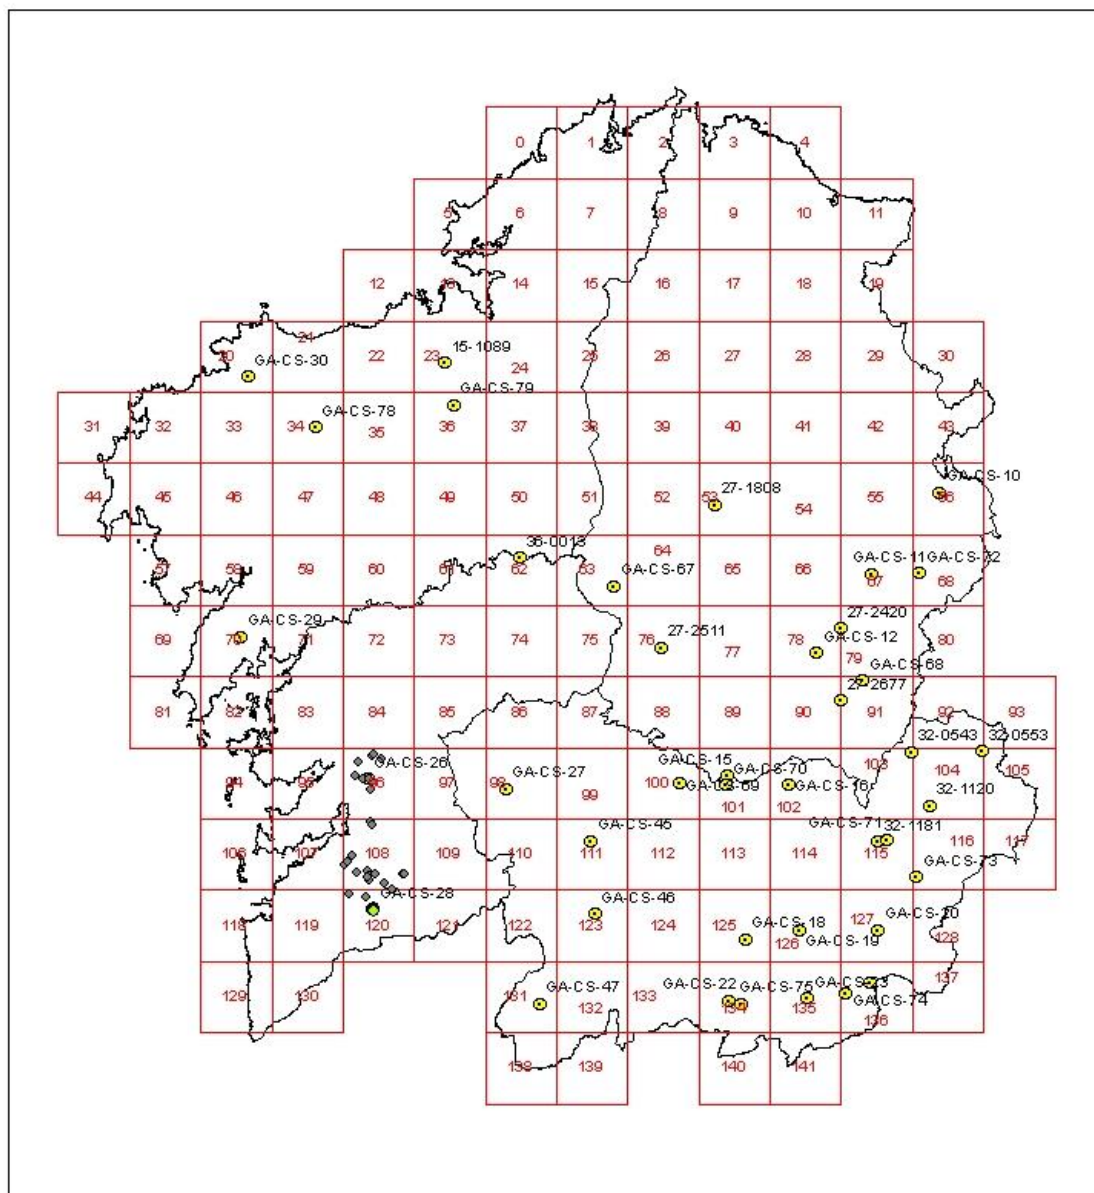 0 1 2 3 4
5 6 7 8 9 10 11
12 13 14 15 16 17 18 19
20 21 22 23 24 25 26 27 28 29 30
GA-CS-30 15-1089
GA-CS-79
31 32 33 34 35 36 37 38 39 40 41 42 43
GA-CS-78
44 45 46 47 48 49 50 51 52 53 54 55 56
27-1808 GA-CS-10
57 58 59 60 61 62 63 64 65 66 67 68
36-0013 GA-CS-67 GA-CS-11 GA-CS-72
69 70 71 72 73 74 75 76 77 78 79 80
GA-CS-29 27-2511 27-2420
GA-CS-12
GA-CS-68
81 82 83 84 85 86 87 88 89 90 91 92 93
27-2677
32-0543 32-0553
94 95 96 97 98 99 100 101 102 103 104 105
GA-CS-26 GA-CS-27 GA-CS-15 GA-CS-70
GA-CS-69 GA-CS-16
32-1120
106 107 108 109 110 111 112 113 114 115 116 117
GA-CS-45 GA-CS-71 32-1181
GA-CS-73
118 119 120 121 122 123 124 125 126 127 128
GA-CS-28 GA-CS-46 GA-CS-18 GA-CS-20
GA-CS-19
129 130 131 132 133 134 135 136 137
GA-CS-47 GA-CS-22 GA-CS-75 GA-CS-23
GA-CS-74
138 139 140 141